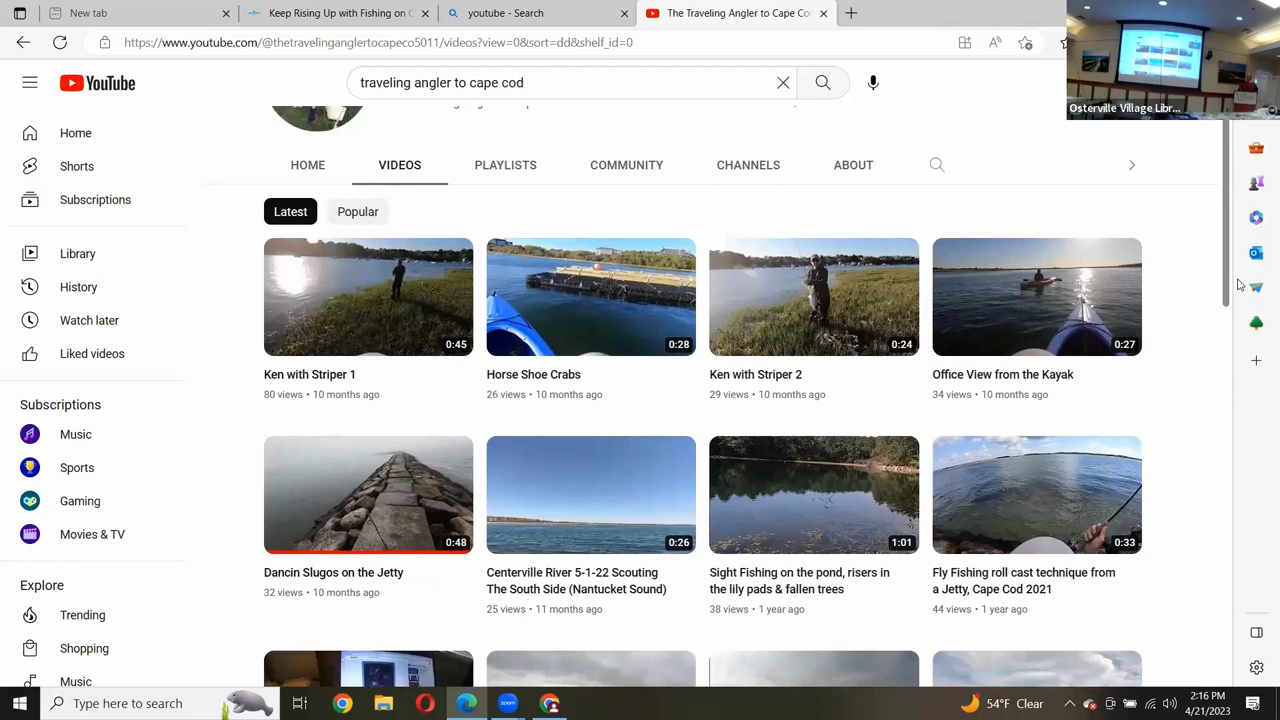 New tab
Keep Rising Up with Fishing on C
youtube - Search
The Traveling Angler to Cape Co
https://www.youtube.com/@thetravelinganglertocapeco5011/videos?view=0&sort=dd&shelf_id=0
YouTube
traveling angler to cape cod
Osterville Village Libr...
HOME
VIDEOS
PLAYLISTS
COMMUNITY
CHANNELS
ABOUT
Latest
Popular
Home
Shorts
Subscriptions
Library
History
Watch later
Liked videos
Subscriptions
Music
Sports
Gaming
Movies & TV
Explore
Trending
Shopping
Music
0:45
0:28
0:24
0:27
Ken with Striper 1
80 views • 10 months ago
Horse Shoe Crabs
26 views • 10 months ago
Ken with Striper 2
29 views • 10 months ago
Office View from the Kayak
34 views • 10 months ago
0:48
0:26
1:01
0:33
Dancin Slugos on the Jetty
32 views • 10 months ago
Centerville River 5-1-22 Scouting
The South Side (Nantucket Sound)
25 views • 11 months ago
Sight Fishing on the pond, risers in
the lily pads & fallen trees
38 views • 1 year ago
Fly Fishing roll cast technique from
a Jetty, Cape Cod 2021
44 views • 1 year ago
Type here to search
54°F Clear
2:16 PM
4/21/2023